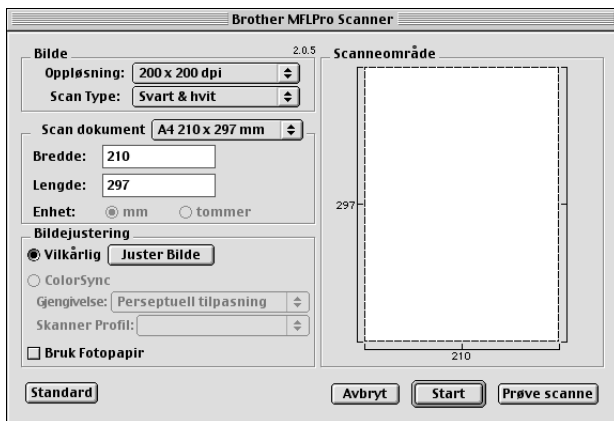 Brother MFLPro Scanner
Bilde 2.0.5
Oppløsning: 200 x 200 dpi
Scan Type: Svart & hvit
Scan dokument A4 210 x 297 mm
Bredde: 210
Lengde: 297
Enhet: mm tommer
Bildejustering
Vilkårlig Juster Bilde
ColorSync
Gjengivelse: Perseptuell tilpasning
Skanner Profil:
Bruk Fotopapir
Scanneområde
297
210
Standard Avbryt Start Prøve scanne